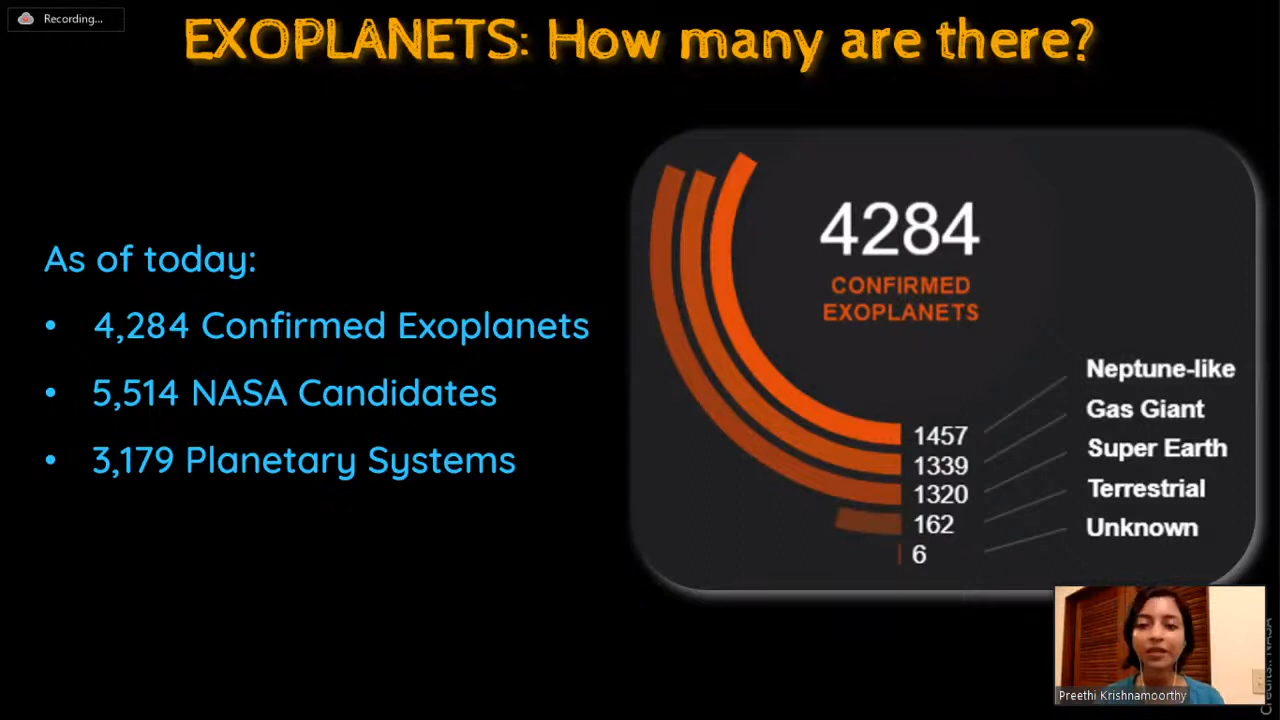 Recording...
EXOPLANETS: How many are there?
As of today:
• 4,284 Confirmed Exoplanets
• 5,514 NASA Candidates
• 3,179 Planetary Systems
4284
CONFIRMED
EXOPLANETS
1457
1339
1320
162
6
Neptune-like
Gas Giant
Super Earth
Terrestrial
Unknown
Preethi Krishnamoorthy
Credits: NASA